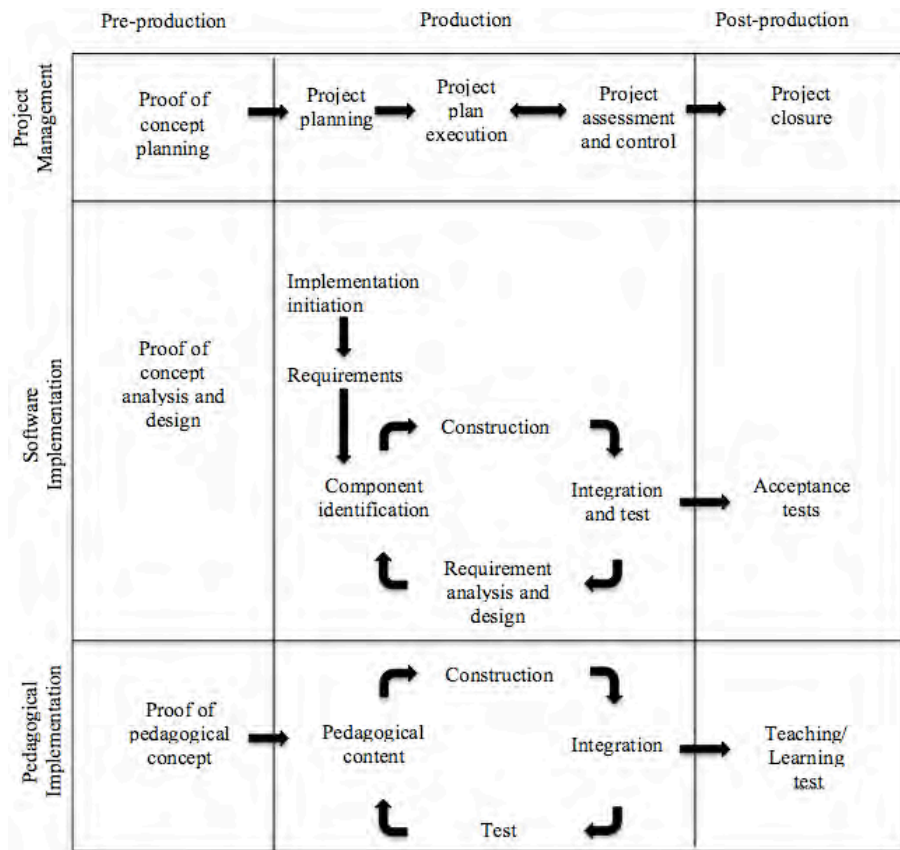 Pre-production
Production
Post-production
Project
Management
Proof of
concept
planning
Project
planning
Project
plan
execution
Project
assessment
and control
Project
closure
Software
Implementation
Proof of
concept
analysis and
design
Implementation
initiation
Requirements
Construction
Component
identification
Integration
and test
Acceptance
tests
Requirement
analysis and
design
Pedagogical
Implementation
Proof of
pedagogical
concept
Construction
Pedagogical
content
Integration
Teaching/
Learning
test
Test